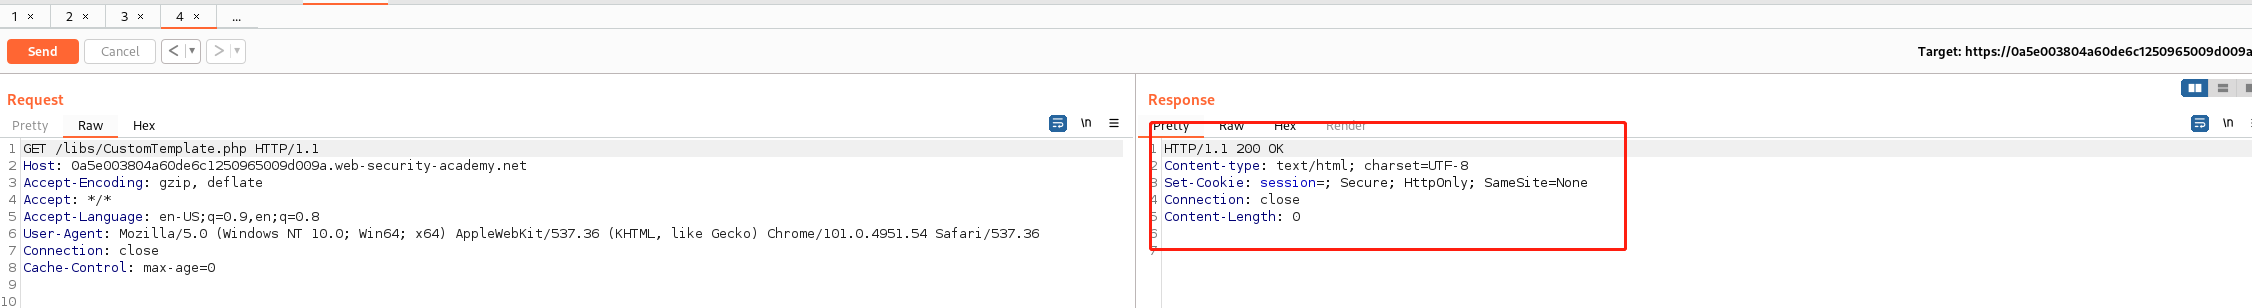 1 × 2 × 3 × 4 × ...
Send Cancel < > Target: https://0a5e003804a60de6c1250965009d009a
Request
Pretty Raw Hex \n
1 GET /libs/CustomTemplate.php HTTP/1.1
2 Host: 0a5e003804a60de6c1250965009d009a.web-security-academy.net
3 Accept-Encoding: gzip, deflate
4 Accept: */*
5 Accept-Language: en-US;q=0.9,en;q=0.8
6 User-Agent: Mozilla/5.0 (Windows NT 10.0; Win64; x64) AppleWebKit/537.36 (KHTML, like Gecko) Chrome/101.0.4951.54 Safari/537.36
7 Connection: close
8 Cache-Control: max-age=0
9
10
Response
Pretty Raw Hex Render \n
1 HTTP/1.1 200 OK
2 Content-type: text/html; charset=UTF-8
3 Set-Cookie: session=; Secure; HttpOnly; SameSite=None
4 Connection: close
5 Content-Length: 0
6
7